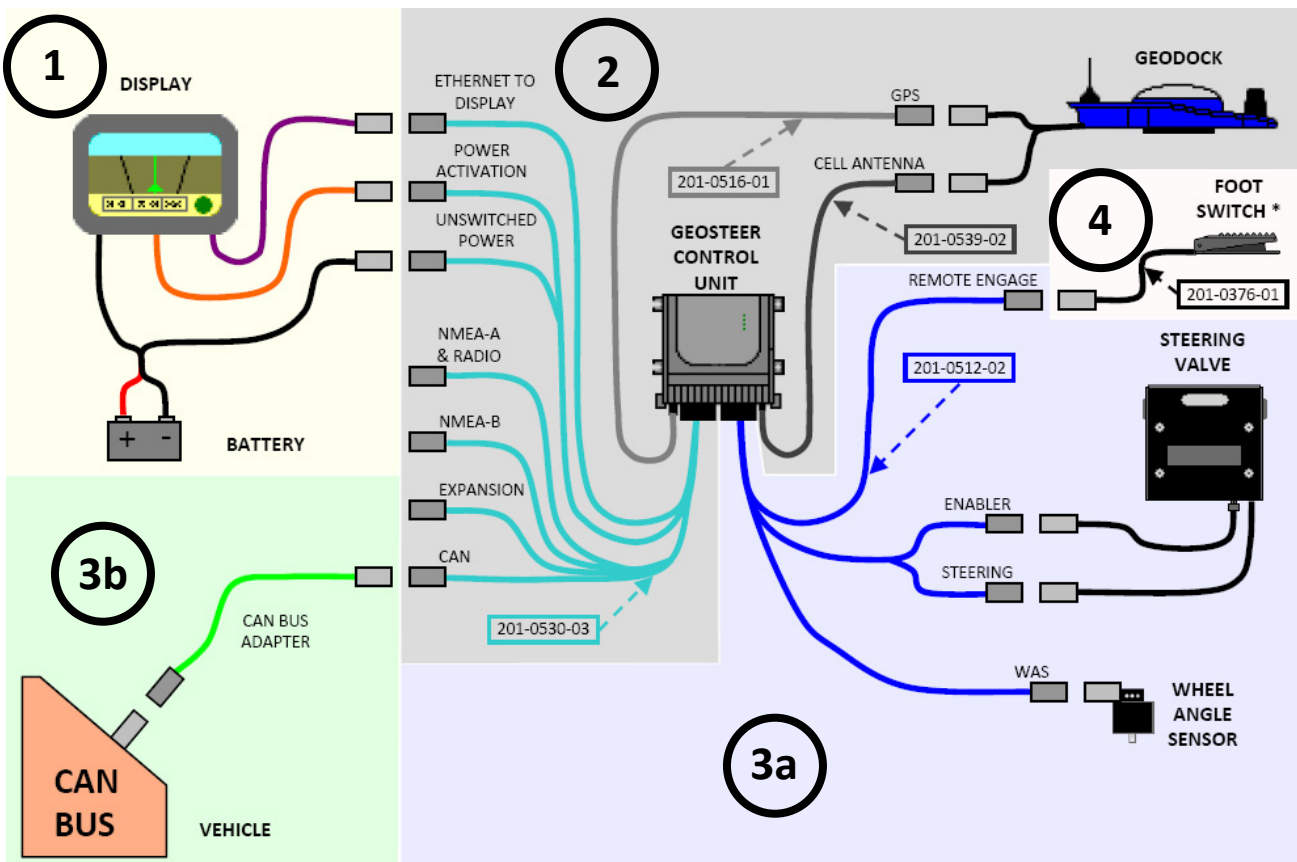 1
DISPLAY
+ -
BATTERY
2
ETHERNET TO
DISPLAY
POWER
ACTIVATION
UNSWITCHED
POWER
NMEA-A
& RADIO
NMEA-B
EXPANSION
CAN
201-0530-03
GPS
201-0516-01
CELL ANTENNA
201-0539-02
GEOSTEER
CONTROL
UNIT
GEODOCK
4
FOOT
SWITCH *
201-0376-01
REMOTE ENGAGE
201-0512-02
STEERING
VALVE
ENABLER
STEERING
WAS
WHEEL
ANGLE
SENSOR
3a
3b
CAN BUS
ADAPTER
CAN
BUS
VEHICLE